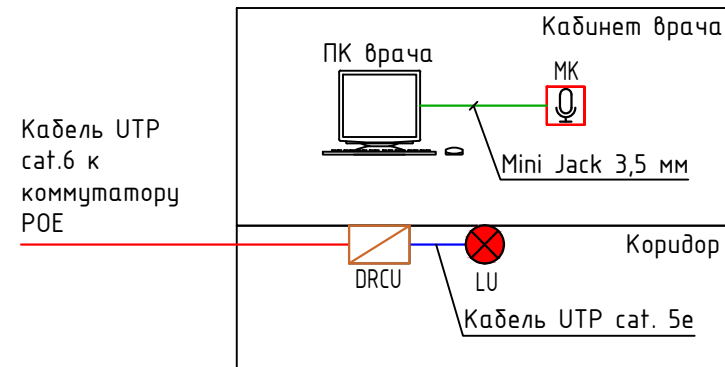 Кабинет врача
ПК врача
МК
Кабель UTP
cat.6 к
коммутатору
POE
Mini Jack 3,5 мм
Коридор
DRCU
LU
Кабель UTP cat. 5e